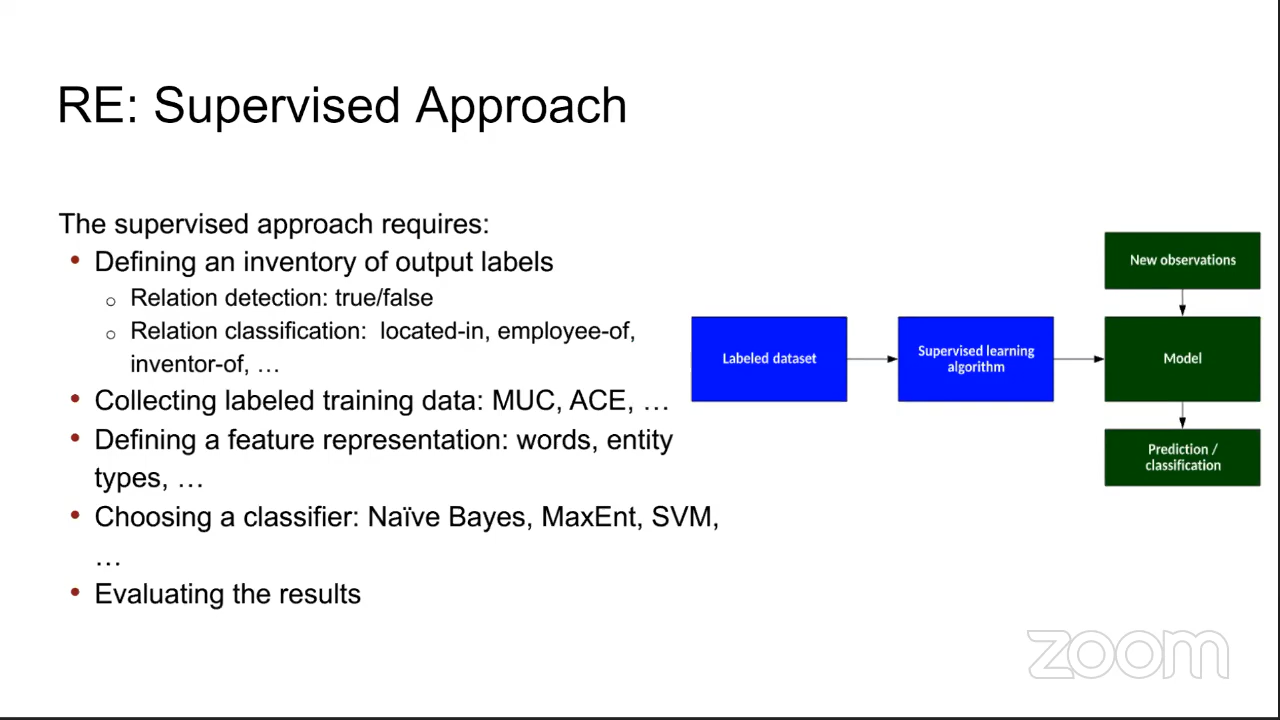 RE: Supervised Approach
The supervised approach requires:
• Defining an inventory of output labels
o Relation detection: true/false
o Relation classification: located-in, employee-of,
inventor-of, …
• Collecting labeled training data: MUC, ACE, …
• Defining a feature representation: words, entity
types, …
• Choosing a classifier: Naïve Bayes, MaxEnt, SVM,
…
• Evaluating the results
Labeled dataset
Supervised learning
algorithm
New observations
Model
Prediction /
classification
zoom